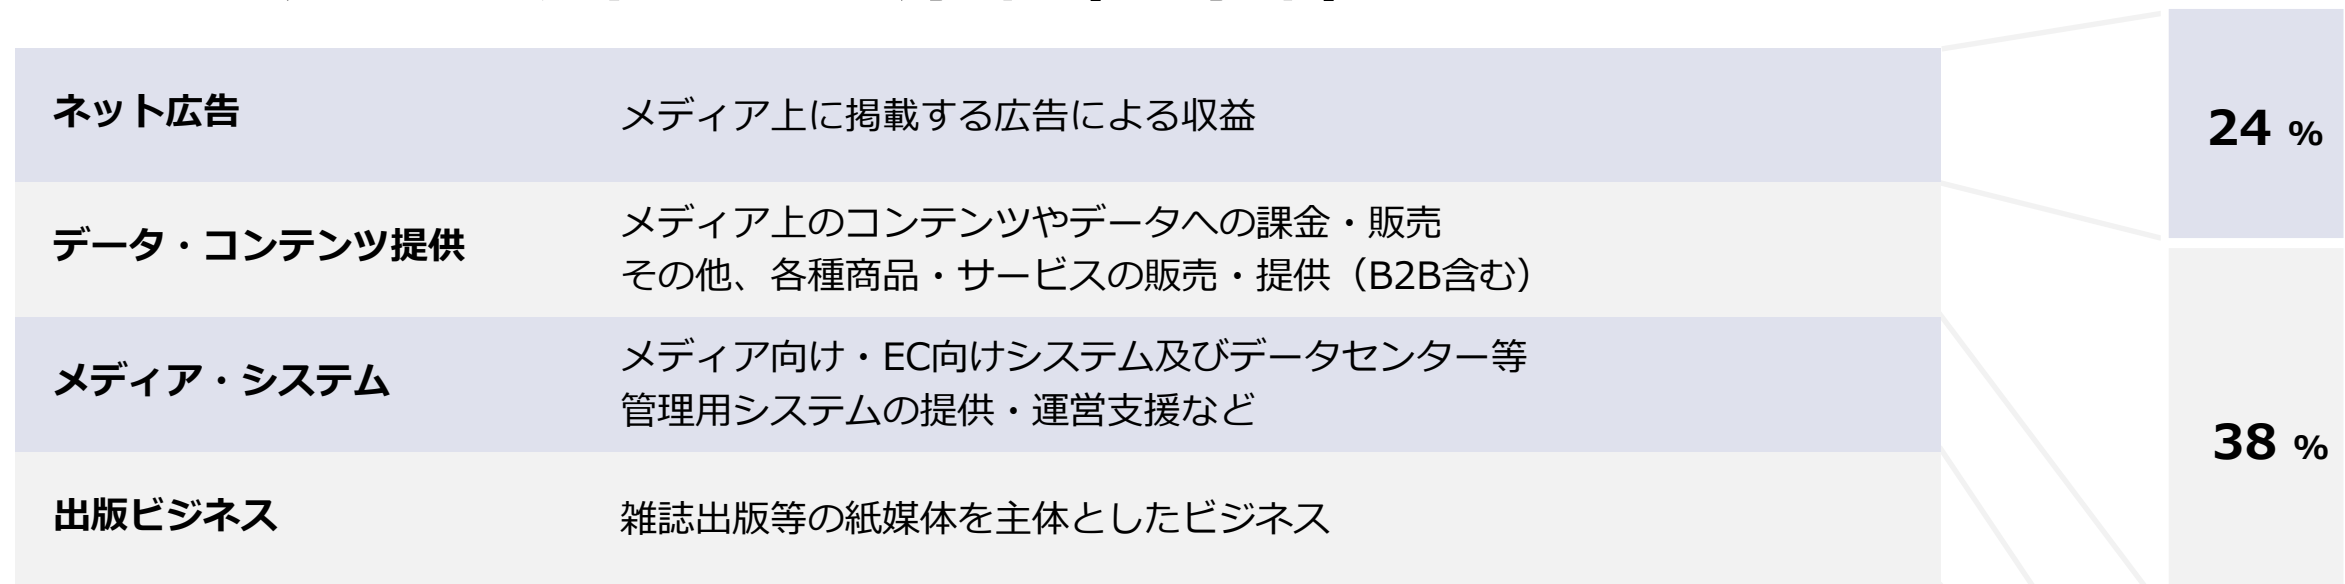 ネット広告
メディア上に掲載する広告による収益
24 %
データ・コンテンツ提供
メディア上のコンテンツやデータへの課金・販売
その他、各種商品・サービスの販売・提供（B2B含む）
メディア・システム
メディア向け・EC向けシステム及びデータセンター等
管理用システムの提供・運営支援など
38 %
出版ビジネス
雑誌出版等の紙媒体を主体としたビジネス